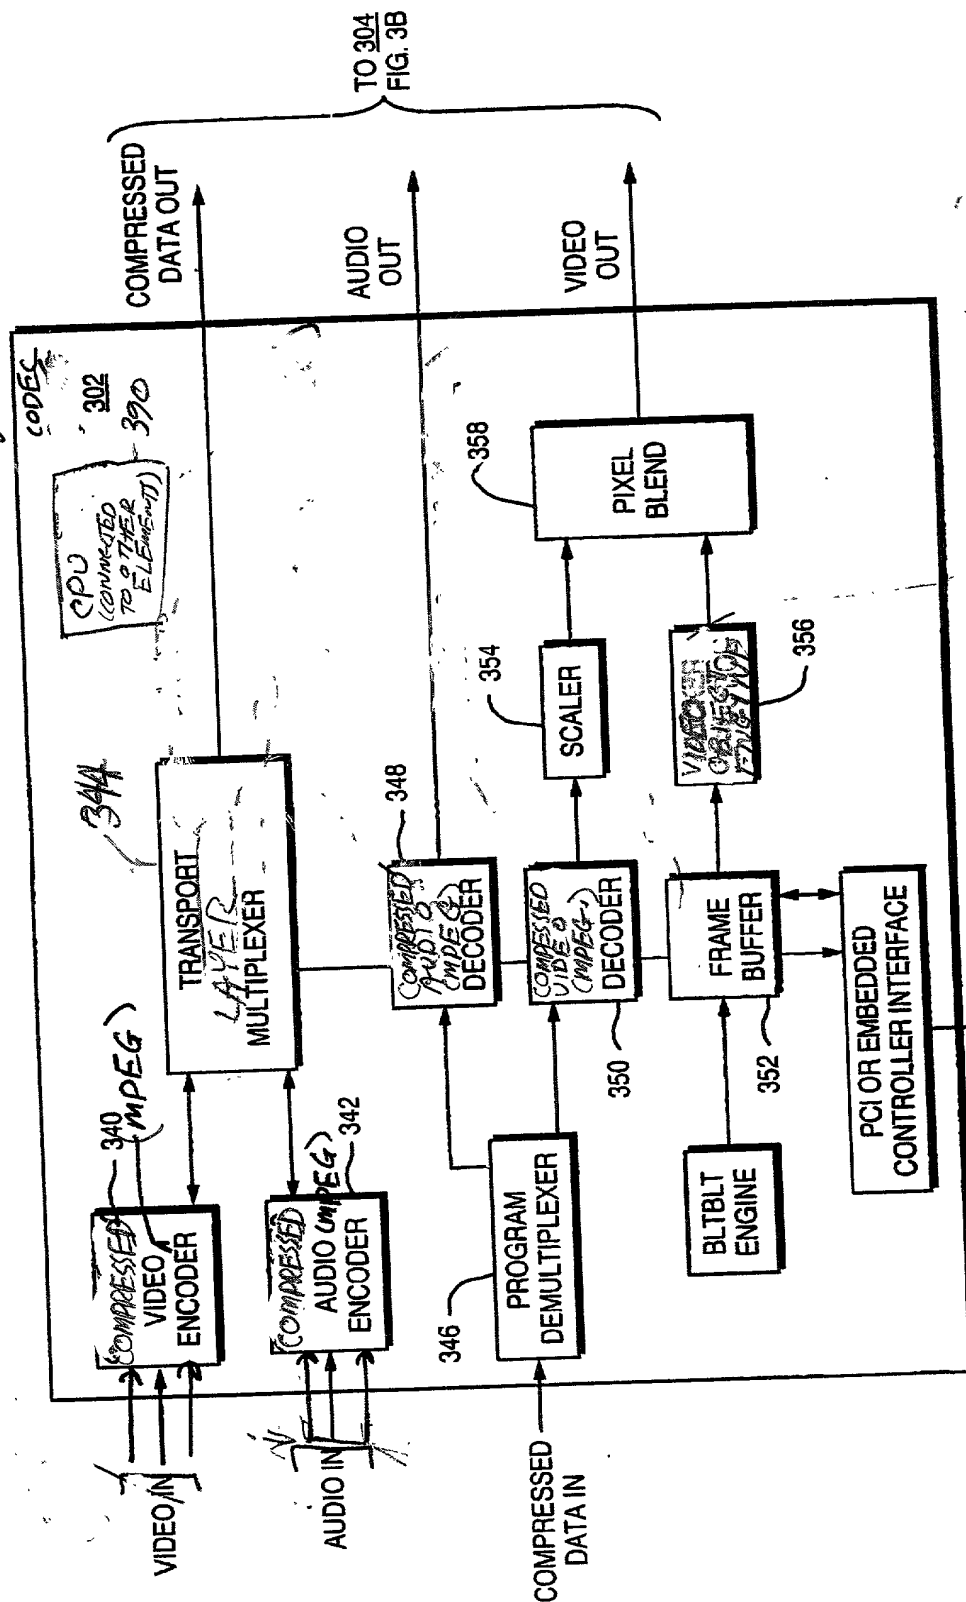 CODEC
302
CPU
(CONNECTED
TO OTHER
ELEMENTS)
390
COMPRESSED
DATA OUT
AUDIO
OUT
VIDEO
OUT
TO 304
FIG. 3B
344
TRANSPORT
LAYER
MULTIPLEXER
VIDEO IN
COMPRESSED
VIDEO
ENCODER
340
(MPEG)
AUDIO IN
COMPRESSED
AUDIO (MPEG)
ENCODER
342
COMPRESSED
DATA IN
346
PROGRAM
DEMULTIPLEXER
COMPRESSED
AUDIO
(MPEG)
DECODER
348
COMPESSED
VIDEO
(MPEG)
DECODER
350
SCALER
354
PIXEL
BLEND
358
BLTBLT
ENGINE
FRAME
BUFFER
352
356
PCI OR EMBEDDED
CONTROLLER INTERFACE